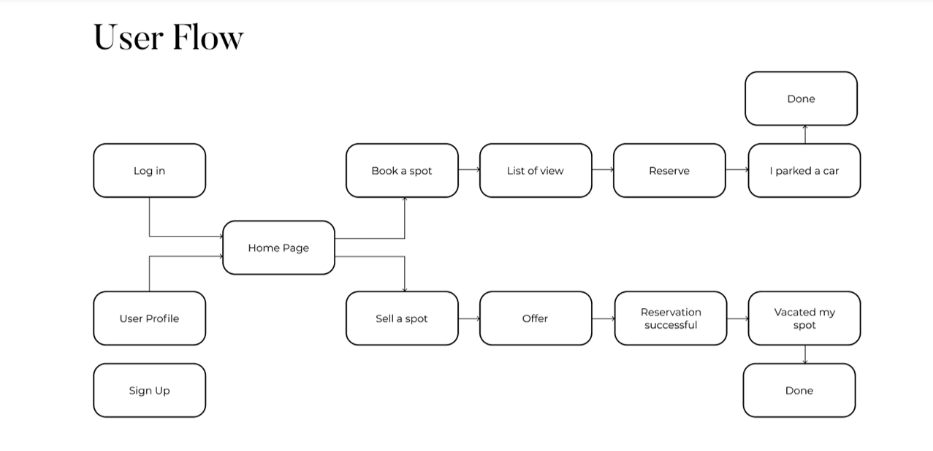 User Flow
Done
Log in
Book a spot
List of view
Reserve
I parked a car
Home Page
User Profile
Sell a spot
Offer
Reservation
successful
Vacated my
spot
Sign Up
Done